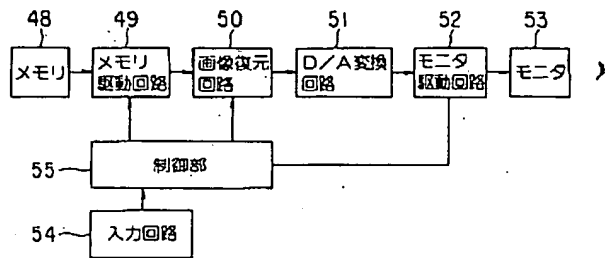 48
49
50
51
52
53
メモリ
メモリ
駆動回路
画像復元
回路
D/A変換
回路
モニタ
駆動回路
モニタ
55
制御部
54
入力回路